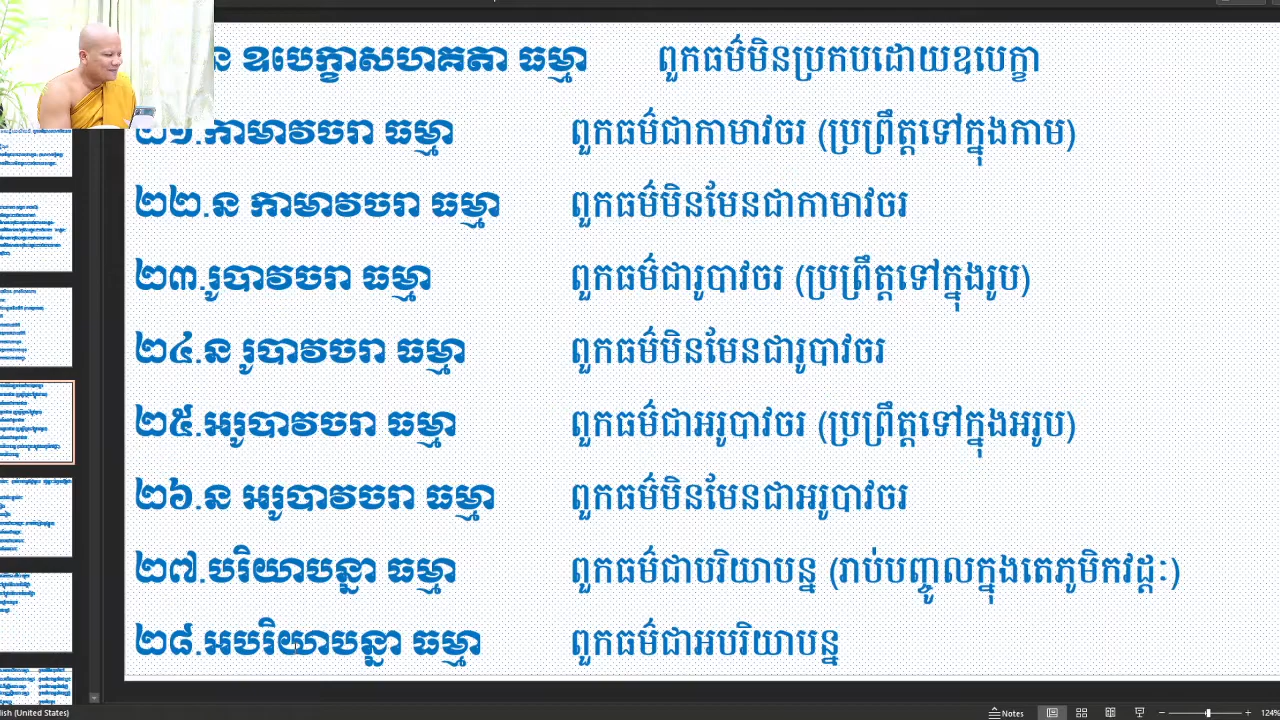 ន ឧបេក្ខាសហគតា ធម្មា ពួកធម៌មិនប្រកបដោយឧបេក្ខា
២១.កាមាវចរា ធម្មា ពួកធម៌ជាកាមាវចរ (ប្រព្រឹត្តទៅក្នុងកាម)
២២.ន កាមាវចរា ធម្មា ពួកធម៌មិនមែនជាកាមាវចរ
២៣.រូបាវចរា ធម្មា ពួកធម៌ជារូបាវចរ (ប្រព្រឹត្តទៅក្នុងរូប)
២៤.ន រូបាវចរា ធម្មា ពួកធម៌មិនមែនជារូបាវចរ
២៥.អរូបាវចរា ធម្មា ពួកធម៌ជាអរូបាវចរ (ប្រព្រឹត្តទៅក្នុងអរូប)
២៦.ន អរូបាវចរា ធម្មា ពួកធម៌មិនមែនជាអរូបាវចរ
២៧.បរិយាបន្នា ធម្មា ពួកធម៌ជាបរិយាបន្ន (រាប់បញ្ចូលក្នុងតេភូមិកវដ្តៈ)
២៨.អបរិយាបន្នា ធម្មា ពួកធម៌ជាអបរិយាបន្ន
(United States) Notes 124%